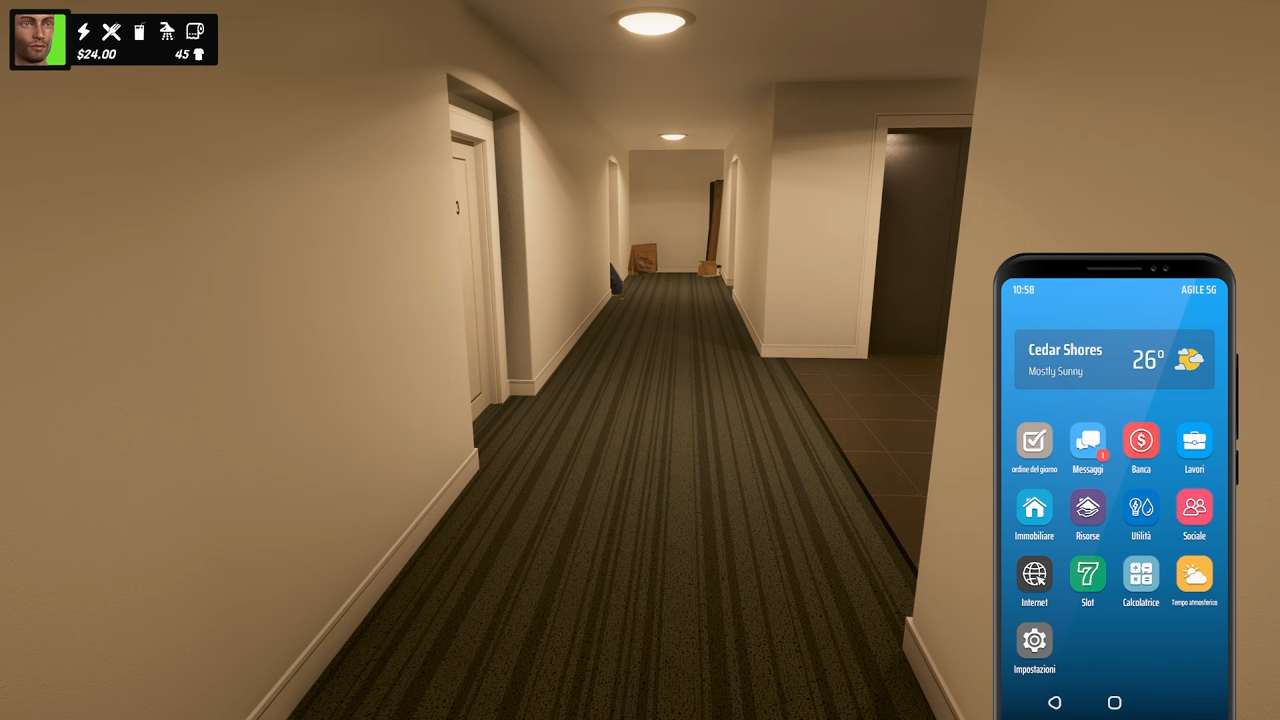 $24.00
45
3
10:58
AGILE 5G
Cedar Shores
Mostly Sunny
26°
ordine del giorno
Messaggi
Banca
Lavori
Immobiliare
Risorse
Utilità
Sociale
Internet
Slot
Calcolatrice
Tempo atmosferico
Impostazioni